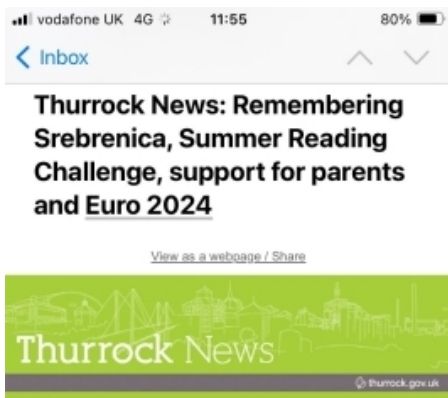 vodafone UK 4G 11:55 80%
Inbox
Thurrock News: Remembering
Srebrenica, Summer Reading
Challenge, support for parents
and Euro 2024
View as a webpage / Share
Thurrock News
thurrock.gov.uk